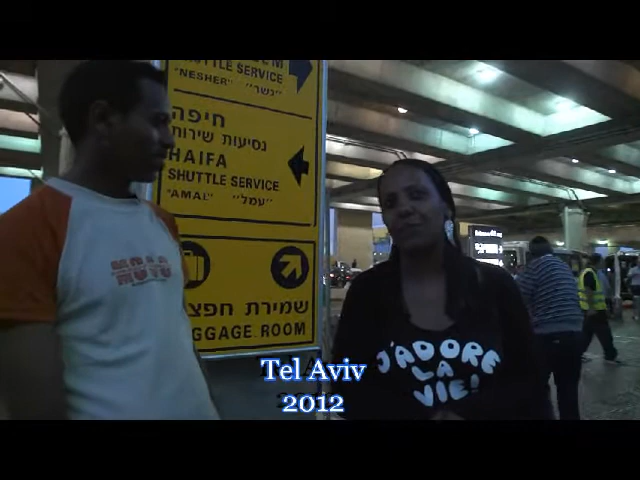 SHUTTLE SERVICE
"NESHER" "נשר"
חיפה
נסיעות שירות
HAIFA
SHUTTLE SERVICE
"AMAL" "עמל"
שמירת חפצ
GGAGE ROOM
J'ADORE
LA
VIE!
Tel Aviv
2012